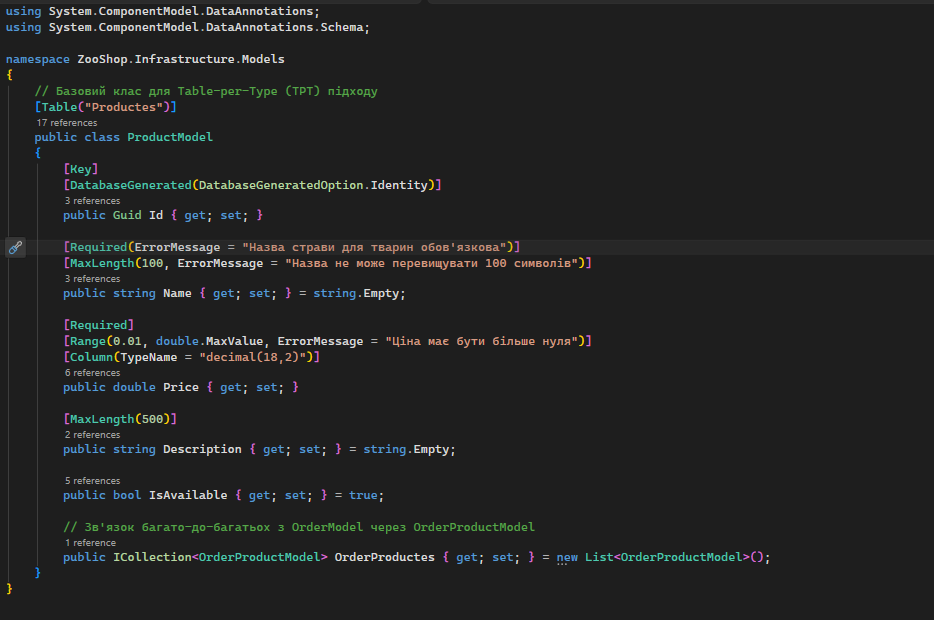 using System.ComponentModel.DataAnnotations;
using System.ComponentModel.DataAnnotations.Schema;
namespace ZooShop.Infrastructure.Models
{
// Базовий клас для Table-per-Type (TPT) підходу
[Table("Productes")]
17 references
public class ProductModel
{
[Key]
[DatabaseGenerated(DatabaseGeneratedOption.Identity)]
3 references
public Guid Id { get; set; }
[Required(ErrorMessage = "Назва страви для тварин обов'язкова")]
[MaxLength(100, ErrorMessage = "Назва не може перевищувати 100 символів")]
3 references
public string Name { get; set; } = string.Empty;
[Required]
[Range(0.01, double.MaxValue, ErrorMessage = "Ціна має бути більше нуля")]
[Column(TypeName = "decimal(18,2)")]
6 references
public double Price { get; set; }
[MaxLength(500)]
2 references
public string Description { get; set; } = string.Empty;
5 references
public bool IsAvailable { get; set; } = true;
// Зв'язок багато-до-багатьох з OrderModel через OrderProductModel
1 reference
public ICollection<OrderProductModel> OrderProductes { get; set; } = new List<OrderProductModel>();
}
}